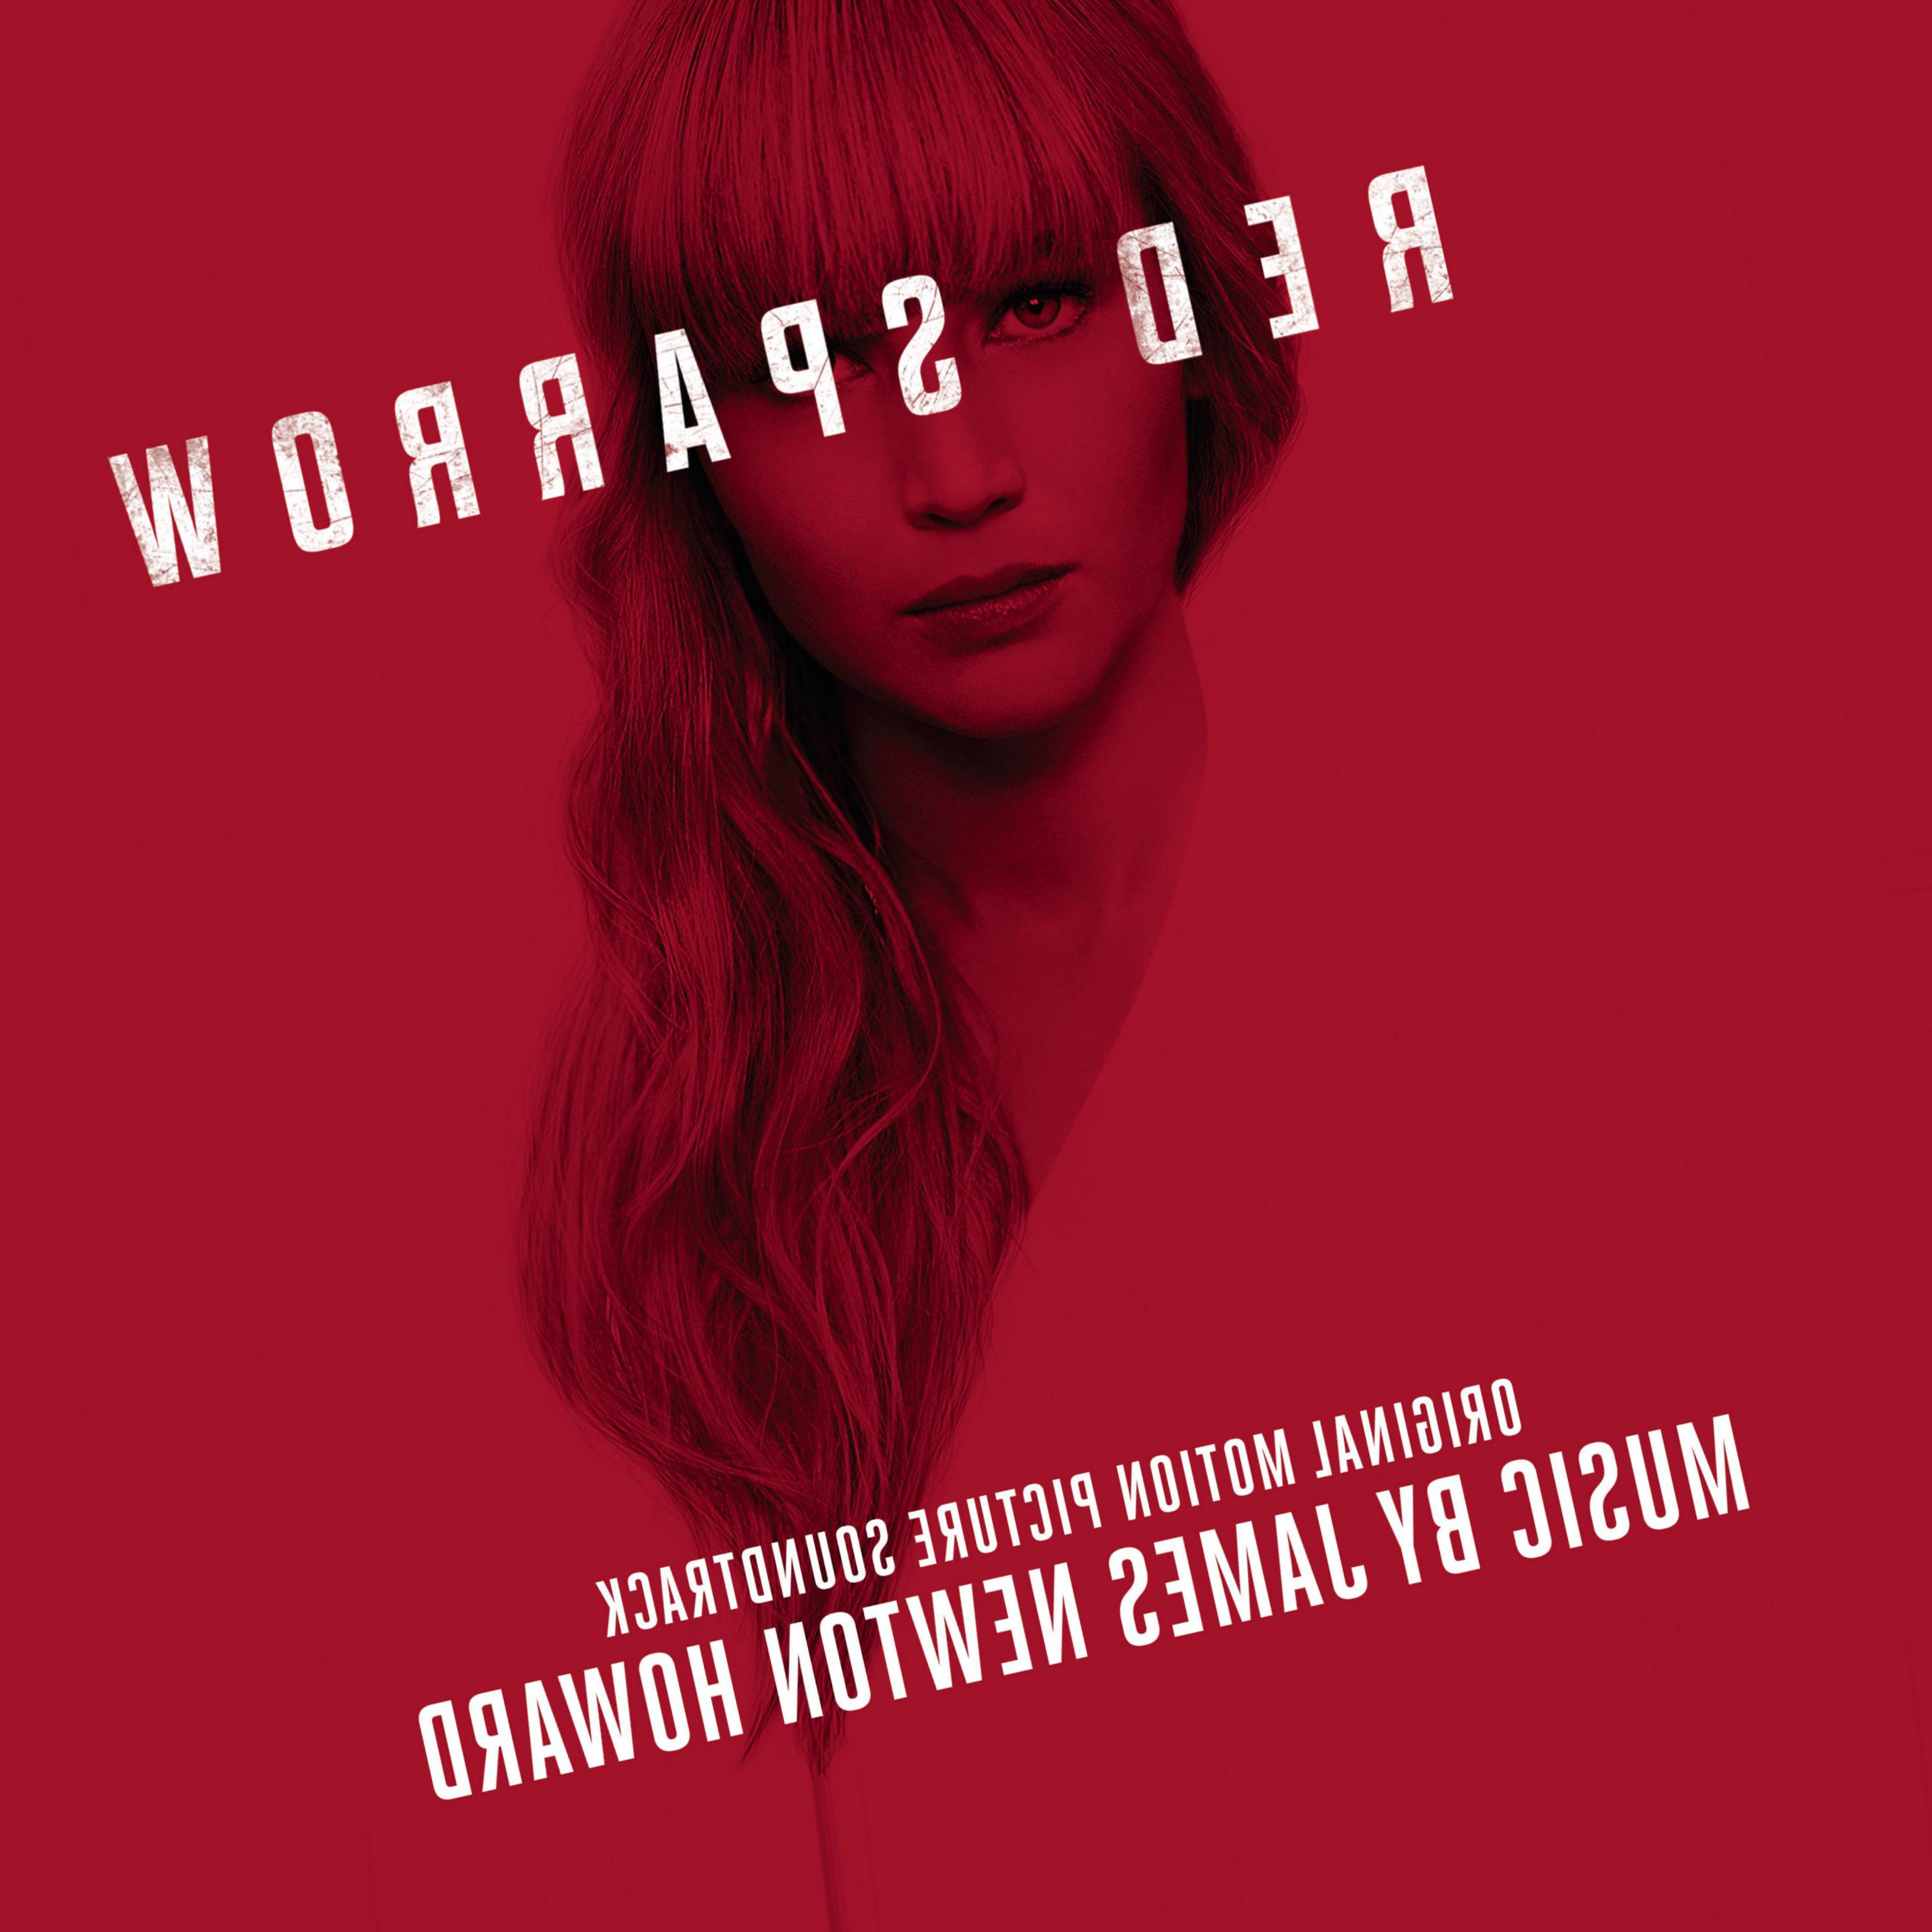 RED SPARROW
ORIGINAL MOTION PICTURE SOUNDTRACK
MUSIC BY JAMES NEWTON HOWARD